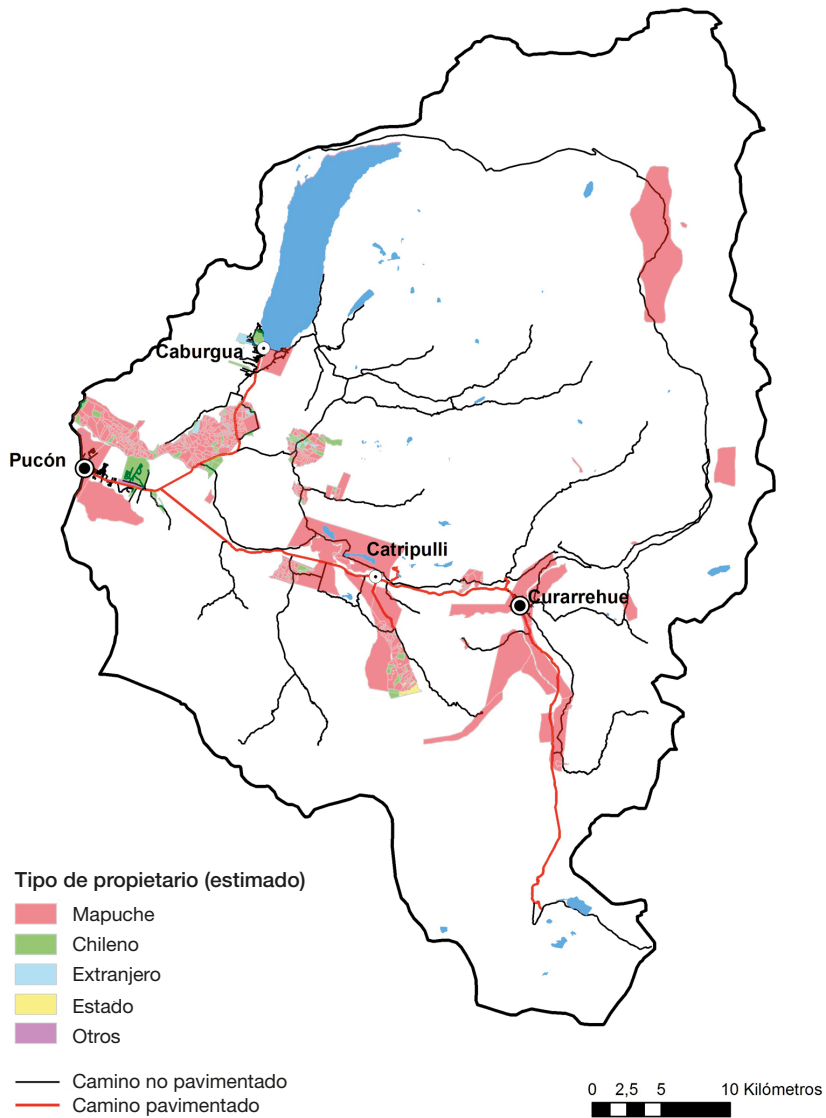 Caburgua
Pucón
Catripulli
Curarrehue
Tipo de propietario (estimado)
Mapuche
Chileno
Extranjero
Estado
Otros
Camino no pavimentado
Camino pavimentado
0 2,5 5 10 Kilómetros